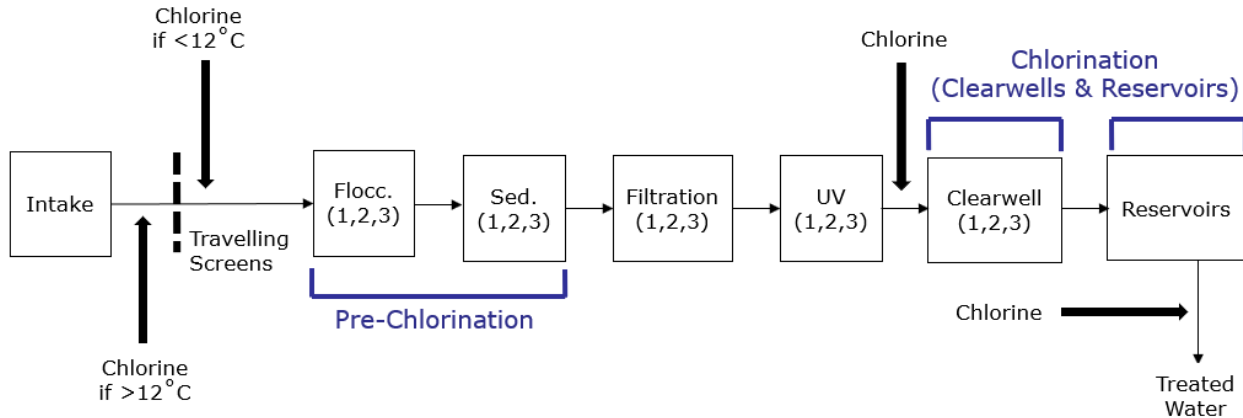 Chlorine
if <12°C
Chlorine
Chlorination
(Clearwells & Reservoirs)
Intake
Travelling
Screens
Flocc.
(1,2,3)
Sed.
(1,2,3)
Filtration
(1,2,3)
UV
(1,2,3)
Clearwell
(1,2,3)
Reservoirs
Pre-Chlorination
Chlorine
Chlorine
if >12°C
Treated
Water